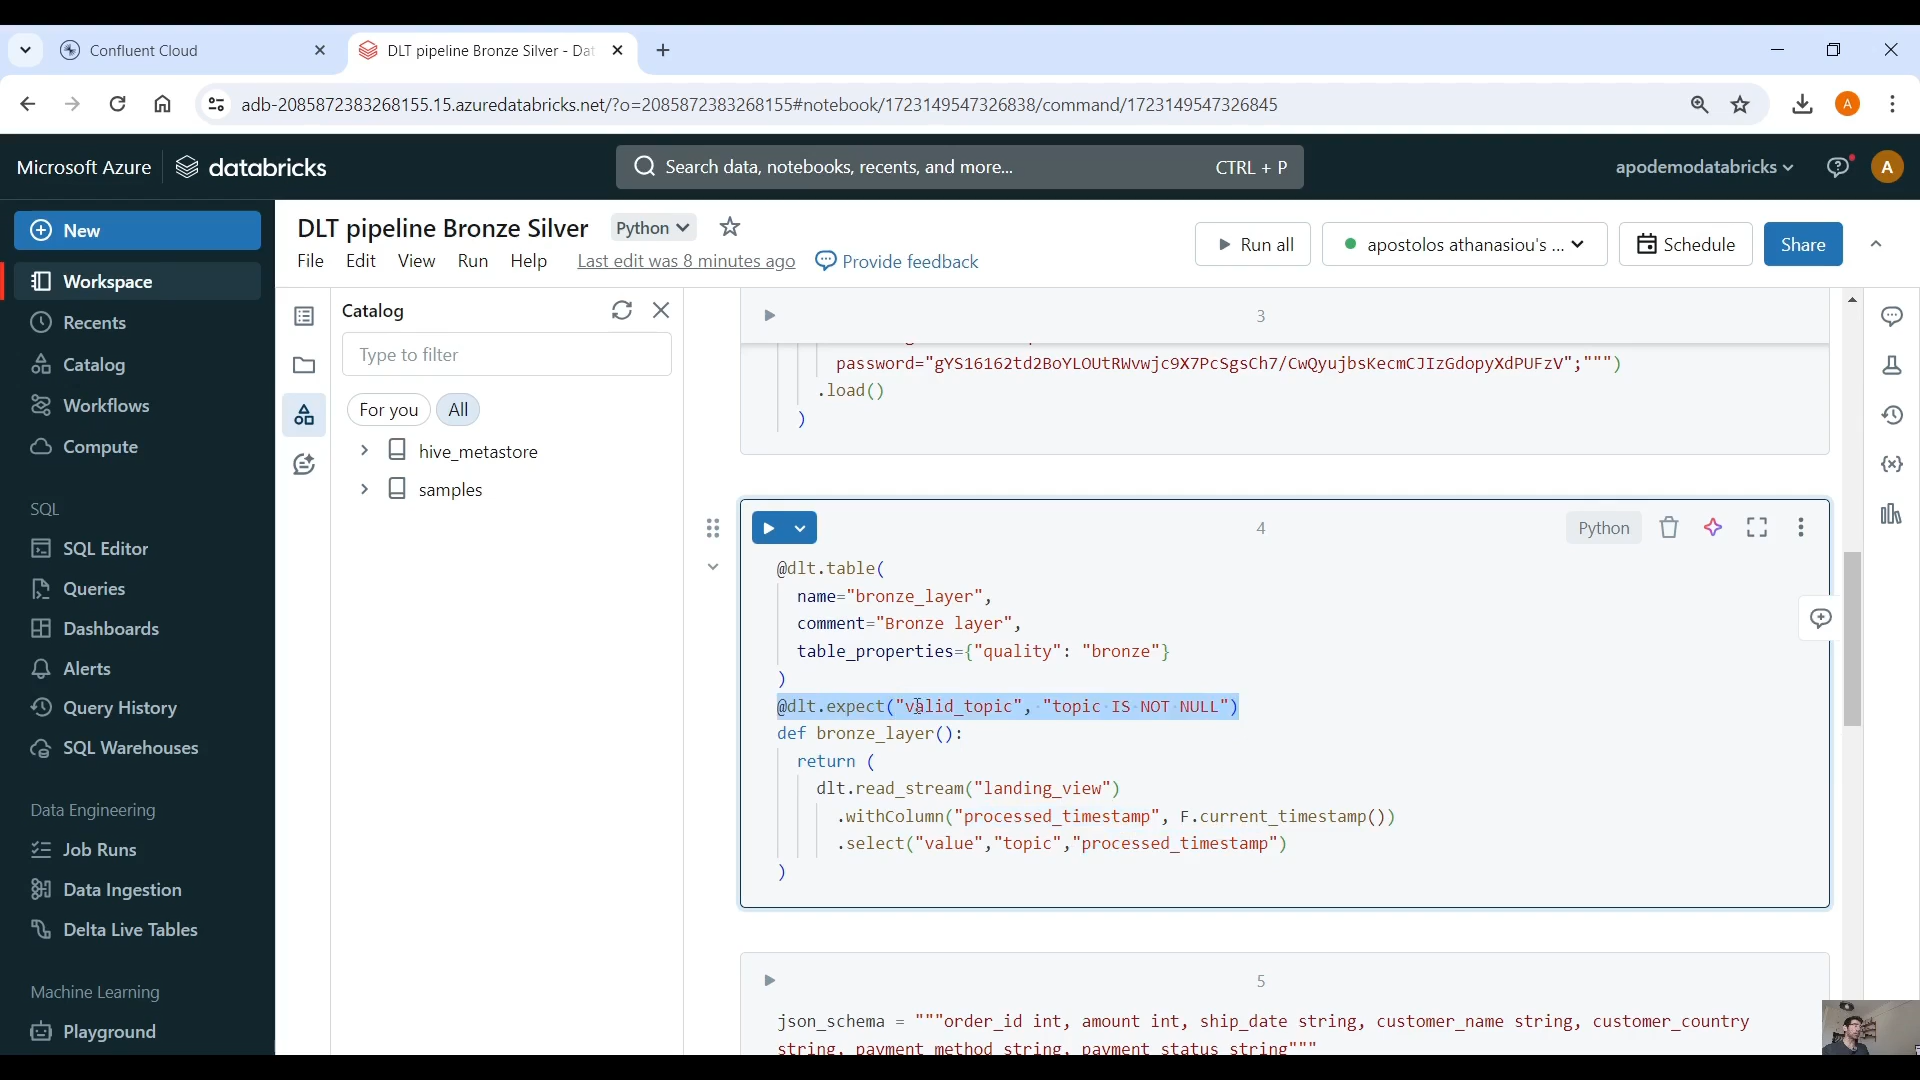 Confluent Cloud
DLT pipeline Bronze Silver - Dat
adb-2085872383268155.15.azuredatabricks.net/?o=2085872383268155#notebook/1723149547326838/command/1723149547326845
A
Microsoft Azure
databricks
Search data, notebooks, recents, and more...
CTRL + P
apodemodatabricks
A
New
Workspace
Recents
Catalog
Workflows
Compute
SQL
SQL Editor
Queries
Dashboards
Alerts
Query History
SQL Warehouses
Data Engineering
Job Runs
Data Ingestion
Delta Live Tables
Machine Learning
Playground
DLT pipeline Bronze Silver
Python
File Edit View Run Help
Last edit was 8 minutes ago
Provide feedback
Run all
apostolos athanasiou's ...
Schedule
Share
Catalog
Type to filter
For you
All
hive_metastore
samples
3
password="gYS16162td2BoYLOUtRWvwjc9X7PcSgsCh7/CwQyujbsKecmCJIzGdopyXdPUFzV";""")
.load()
)
4
Python
@dlt.table(
name="bronze_layer",
comment="Bronze layer",
table_properties={"quality": "bronze"}
)
@dlt.expect("valid_topic", "topic IS NOT NULL")
def bronze_layer():
return (
dlt.read_stream("landing_view")
.withColumn("processed_timestamp", F.current_timestamp())
.select("value","topic","processed_timestamp")
)
5
json_schema = """order_id int, amount int, ship_date string, customer_name string, customer_country
string, payment_method string, payment_status string"""